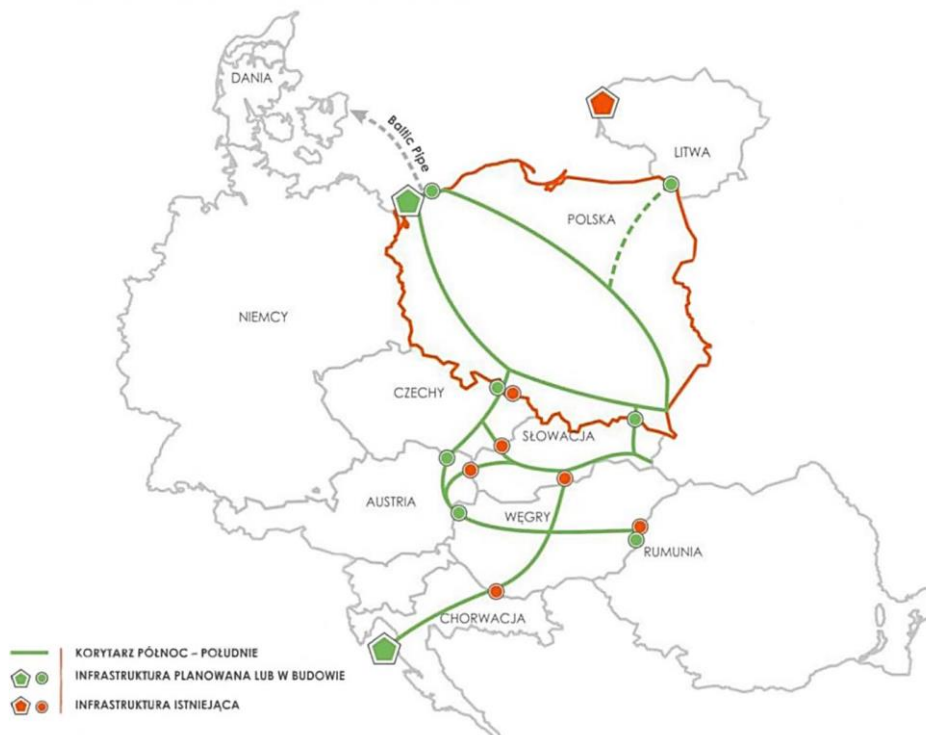 DANIA
Baltic Pipe
LITWA
POLSKA
NIEMCY
CZECHY
SŁOWACJA
AUSTRIA
WĘGRY
RUMUNIA
CHORWACJA
KORYTARZ PÓŁNOC – POŁUDNIE
INFRASTRUKTURA PLANOWANA LUB W BUDOWIE
INFRASTRUKTURA ISTNIEJĄCA